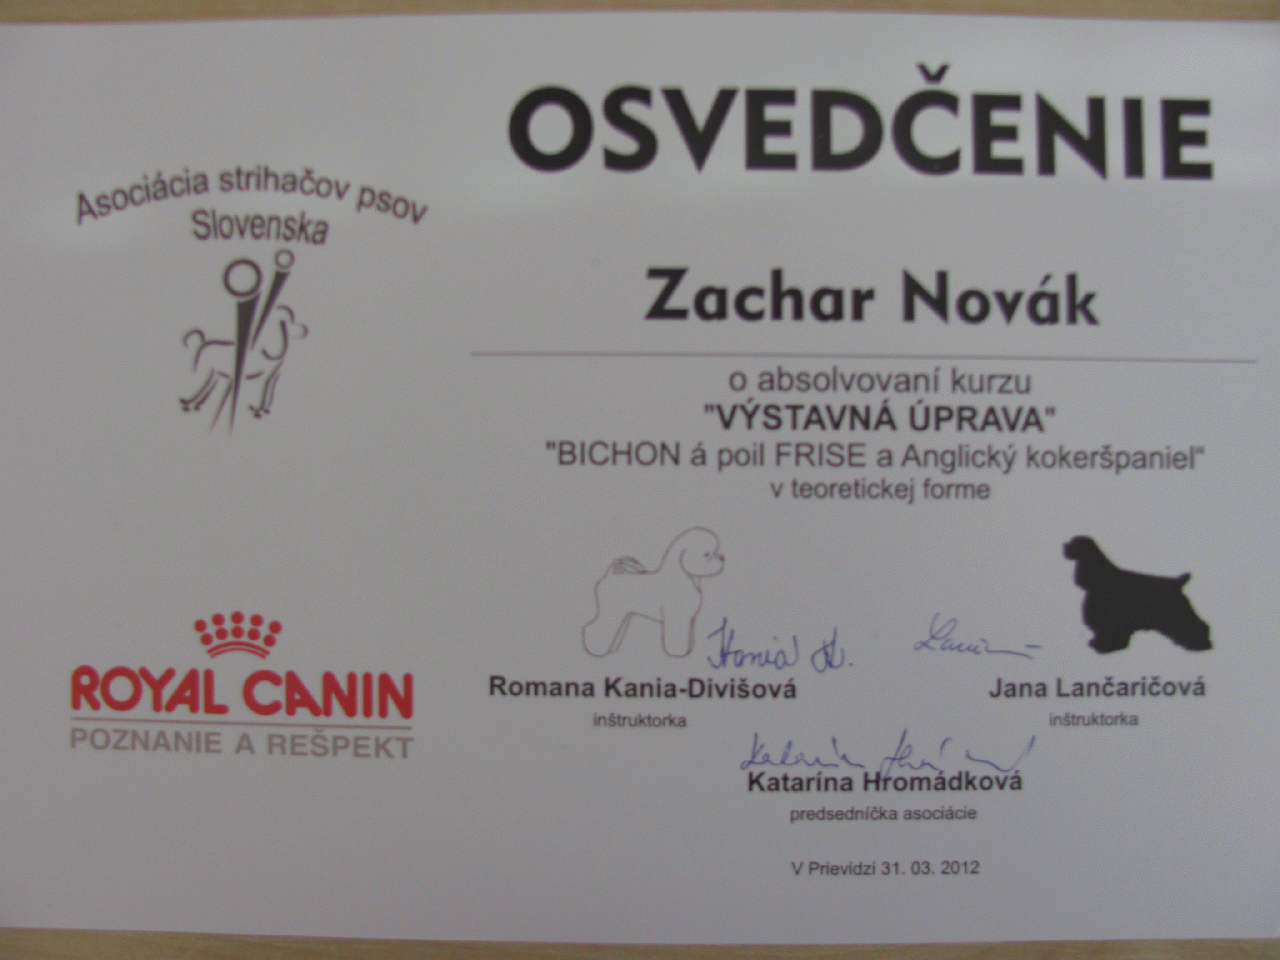 OSVEDČENIE
Asociácia strihačov psov
Slovenska
Zachar Novák
o absolvovaní kurzu
"VÝSTAVNÁ ÚPRAVA"
"BICHON á poil FRISE a Anglický kokeršpaniel“
v teoretickej forme
Romana Kania-Divišová
inštruktorka
Jana Lančaričová
inštruktorka
ROYAL CANIN
POZNANIE A REŠPEKT
Katarína Hromádková
predsedníčka asociácie
V Prievidzi 31. 03. 2012